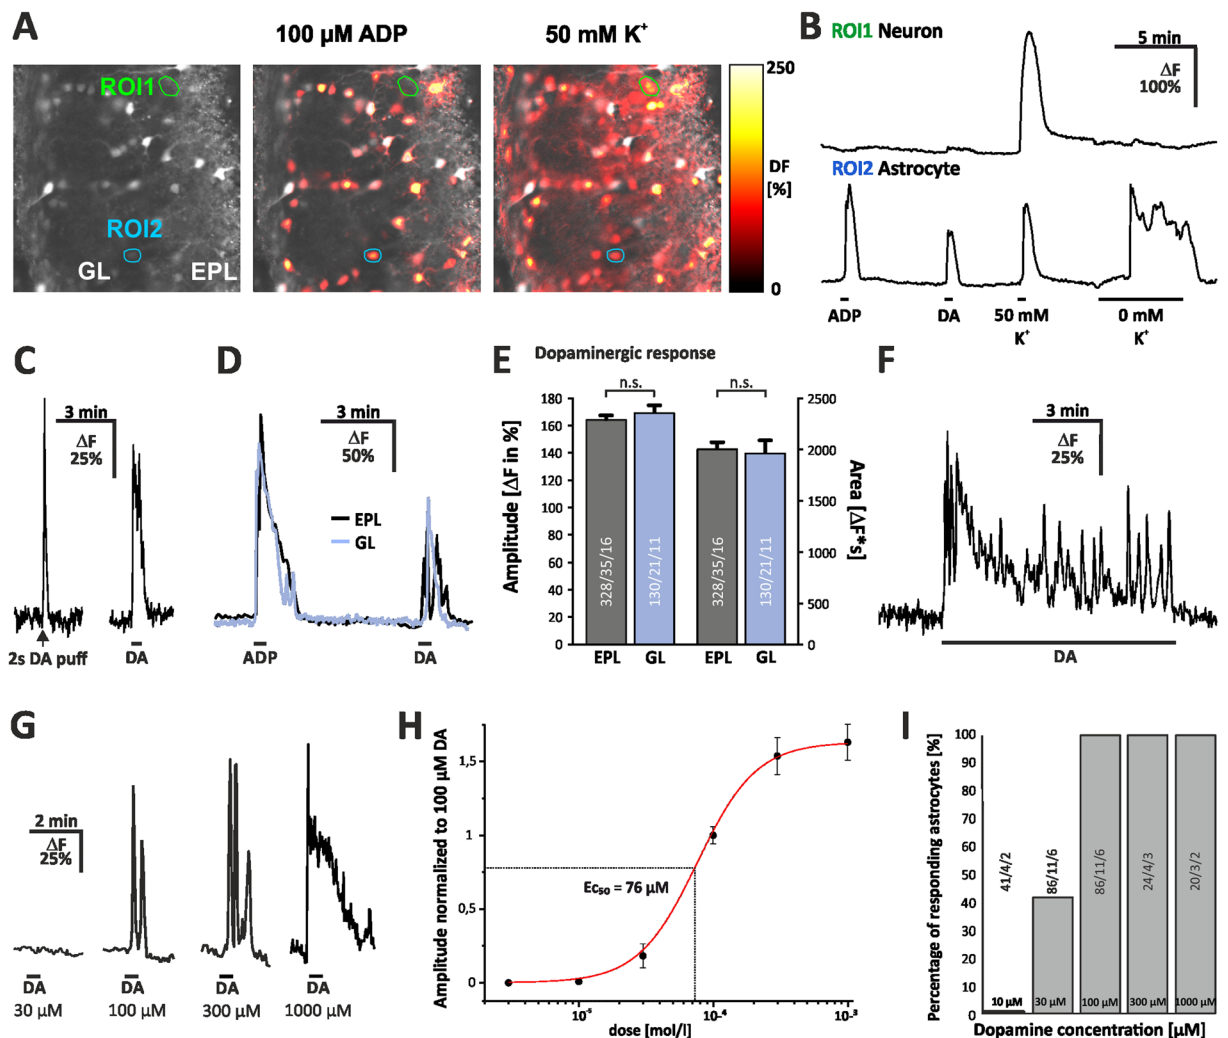 A
100 µM ADP
50 mM K⁺
ROI1
ROI2
GL
EPL
250
DF
[%]
0
B
ROI1 Neuron
5 min
ΔF
100%
ROI2 Astrocyte
ADP
DA
50 mM
K⁺
0 mM
K⁺
C
3 min
ΔF
25%
2s DA puff
DA
D
3 min
ΔF
50%
EPL
GL
ADP
DA
E
Dopaminergic response
n.s.
n.s.
Amplitude [ΔF in %]
180
160
140
120
100
80
60
40
20
0
328/35/16
130/21/11
328/35/16
130/21/11
EPL
GL
EPL
GL
2500
2000
1500
1000
500
0
Area [ΔF*s]
F
3 min
ΔF
25%
DA
G
2 min
ΔF
25%
DA
30 µM
DA
100 µM
DA
300 µM
DA
1000 µM
H
Amplitude normalized to 100 µM DA
1,5
1
0,5
0
Ec₅₀ = 76 µM
10⁻⁵
10⁻⁴
10⁻³
dose [mol/l]
I
Percentage of responding astrocytes [%]
100
90
80
70
60
50
40
30
20
10
0
41/4/2
86/11/6
86/11/6
24/4/3
20/3/2
10 µM
30 µM
100 µM
300 µM
1000 µM
Dopamine concentration [µM]